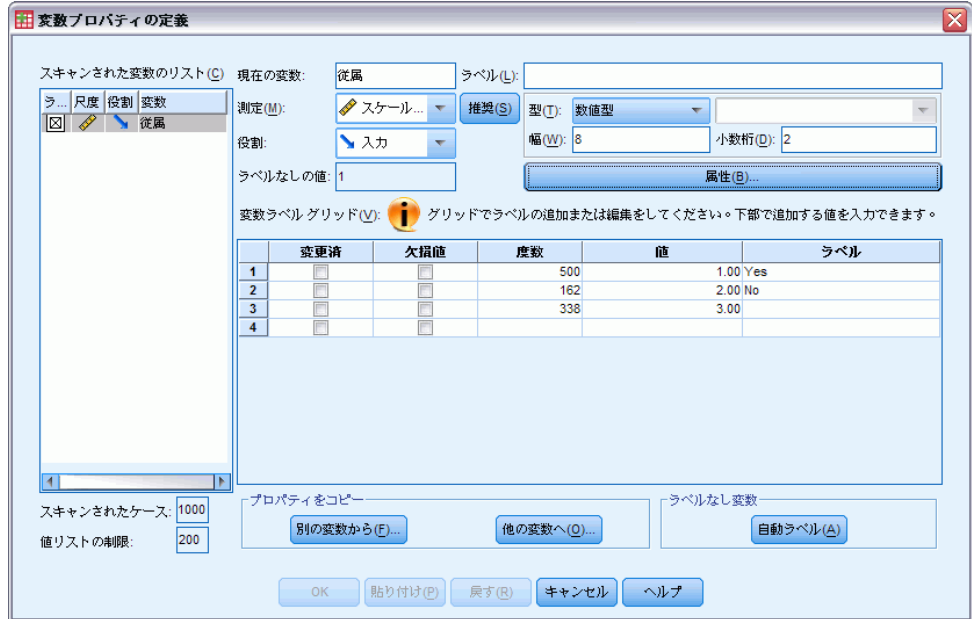 変数プロパティの定義
スキャンされた変数のリスト(C)
ラ... 尺度 役割 変数
従属
現在の変数: 従属 ラベル(L):
測定(M): スケール... 推奨(S) 型(T): 数値型
役割: 入力 幅(W): 8 小数桁(D): 2
ラベルなしの値: 1 属性(B)...
変数ラベル グリッド(V): グリッドでラベルの追加または編集をしてください。下部で追加する値を入力できます。
変更済 欠損値 度数 値 ラベル
1 500 1.00 Yes
2 162 2.00 No
3 338 3.00
4
スキャンされたケース: 1000
値リストの制限: 200
プロパティをコピー
別の変数から(F)... 他の変数へ(O)...
ラベルなし変数
自動ラベル(A)
OK 貼り付け(P) 戻す(R) キャンセル ヘルプ